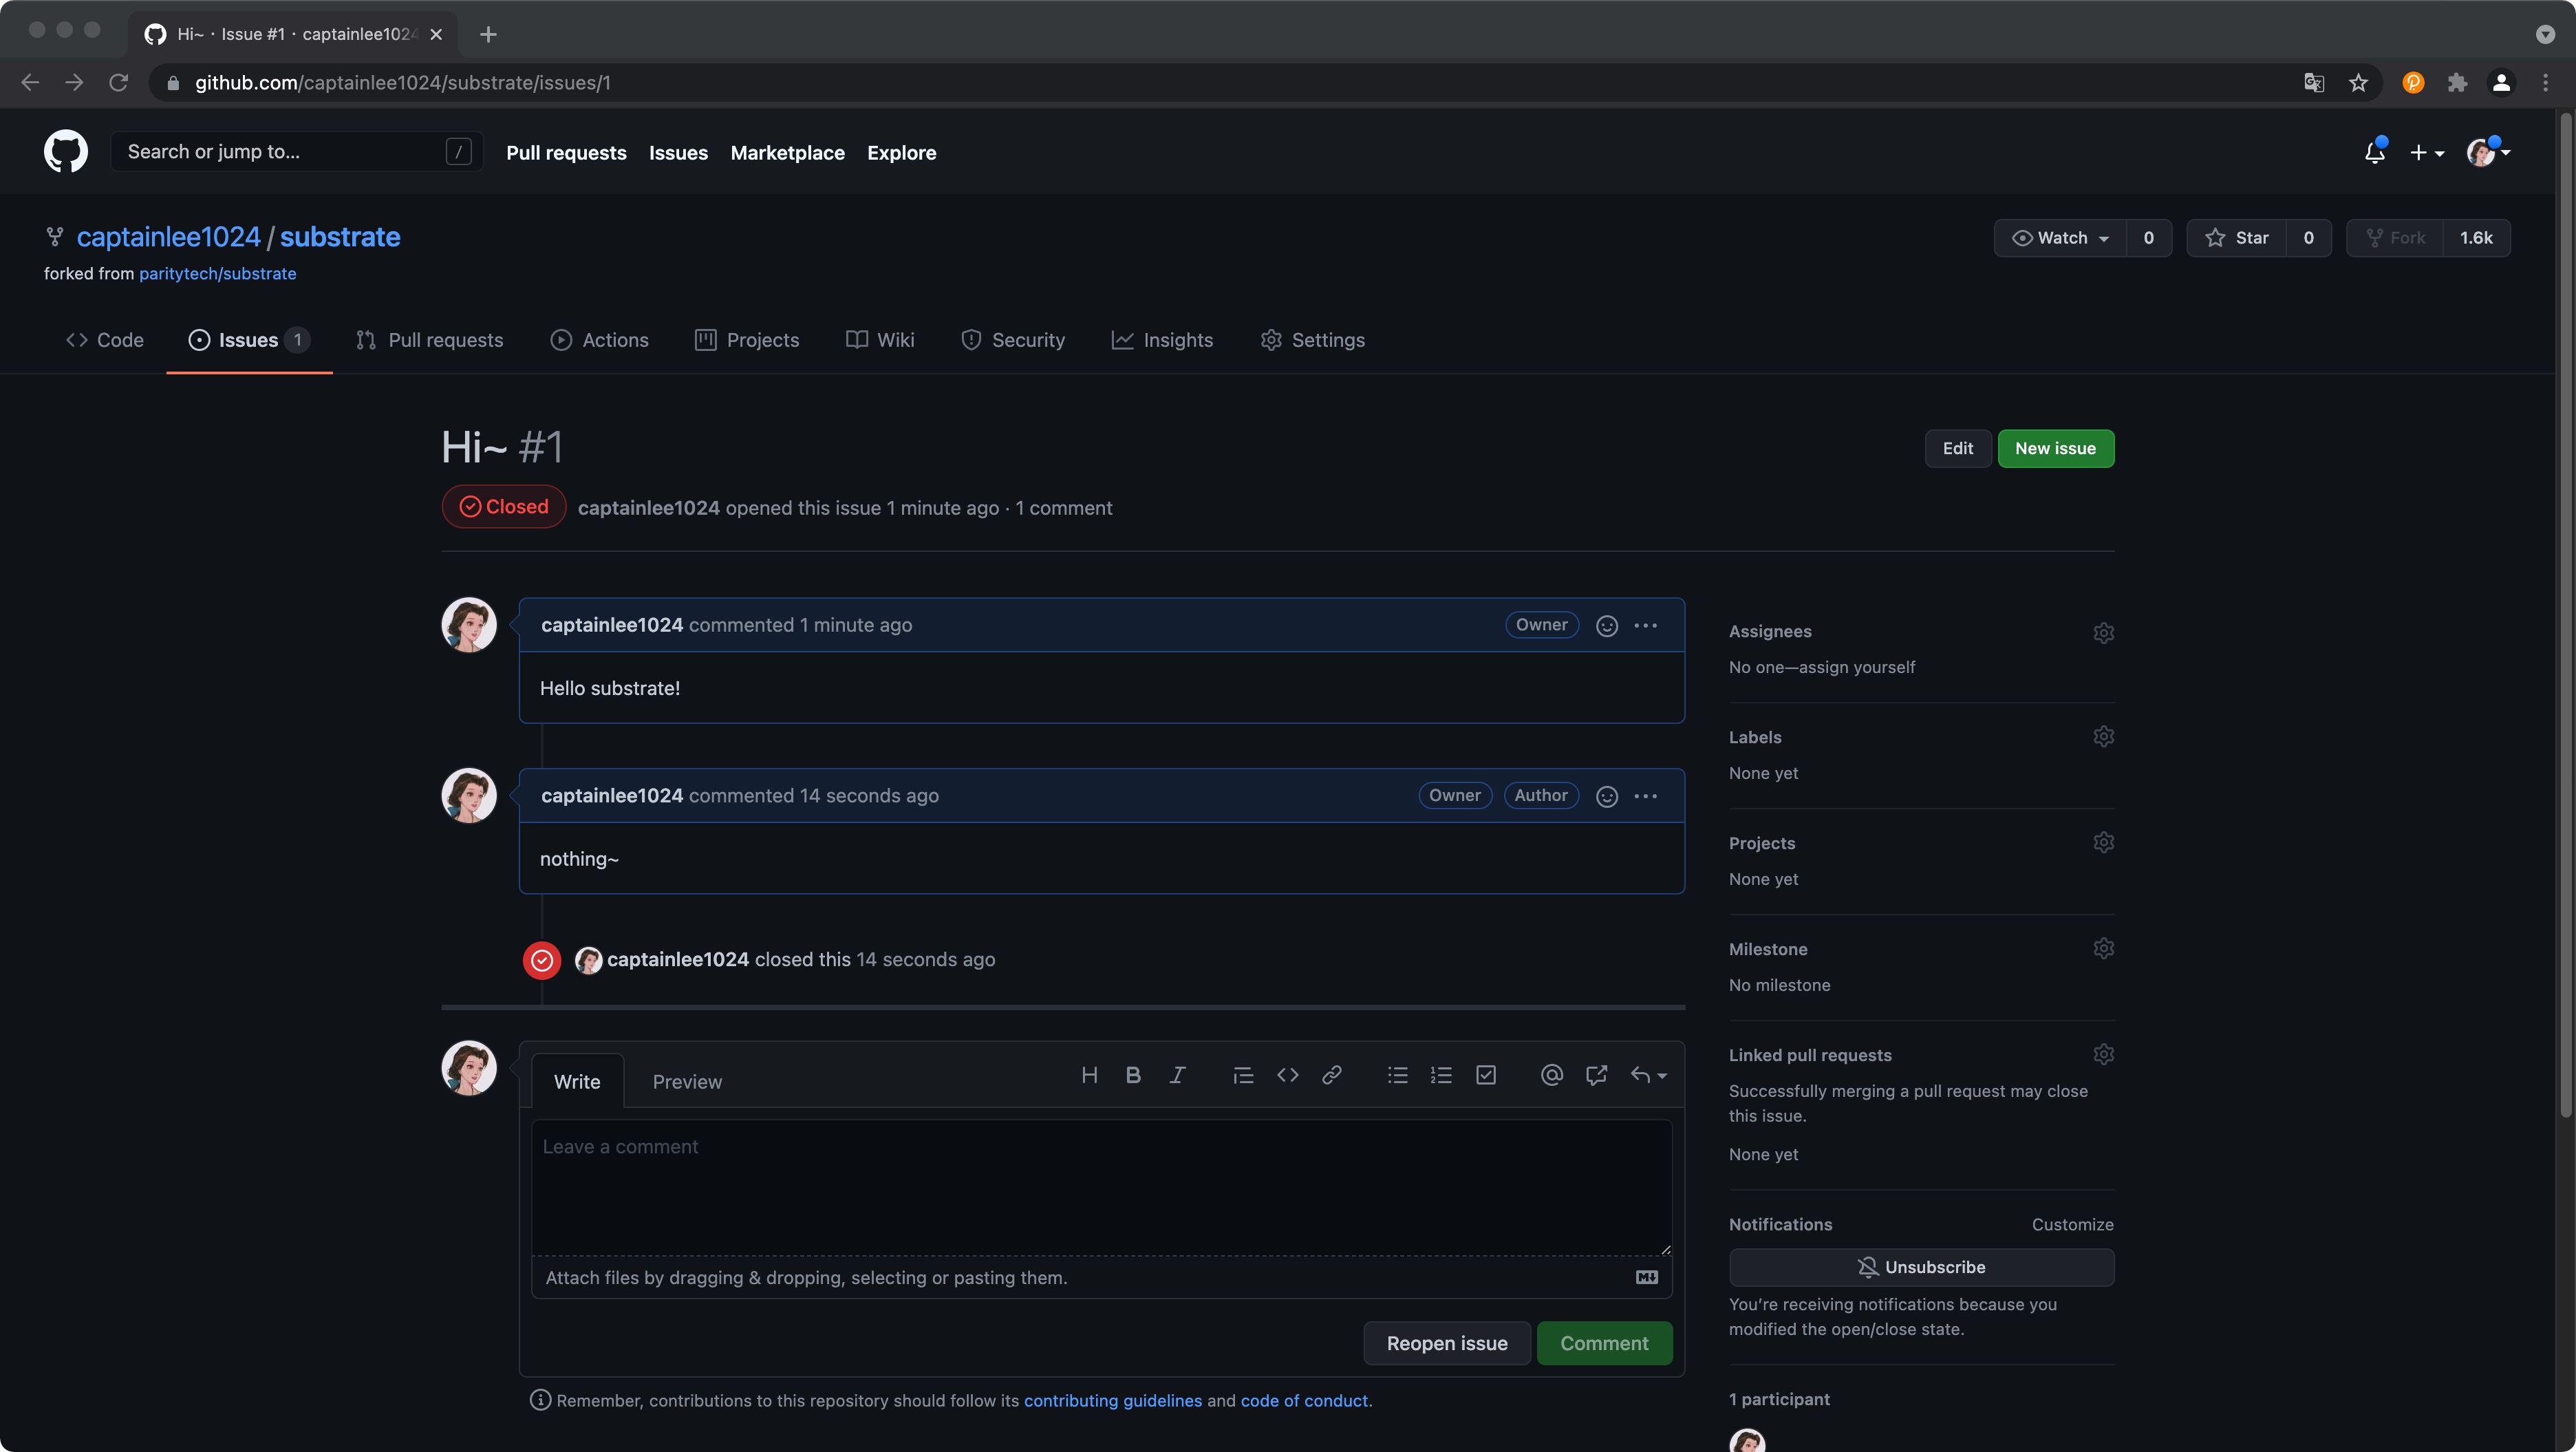 Hi~ · Issue #1 · captainlee1024
github.com/captainlee1024/substrate/issues/1
Search or jump to... /
Pull requests Issues Marketplace Explore
captainlee1024 / substrate
Watch 0 Star 0 Fork 1.6k
forked from paritytech/substrate
Code Issues 1 Pull requests Actions Projects Wiki Security Insights Settings
Hi~ #1
Edit New issue
Closed captainlee1024 opened this issue 1 minute ago · 1 comment
captainlee1024 commented 1 minute ago Owner
Hello substrate!
captainlee1024 commented 14 seconds ago Owner Author
nothing~
captainlee1024 closed this 14 seconds ago
Write Preview
Leave a comment
Attach files by dragging & dropping, selecting or pasting them.
Reopen issue Comment
Remember, contributions to this repository should follow its contributing guidelines and code of conduct.
Assignees
No one—assign yourself
Labels
None yet
Projects
None yet
Milestone
No milestone
Linked pull requests
Successfully merging a pull request may close
this issue.
None yet
Notifications Customize
Unsubscribe
You’re receiving notifications because you
modified the open/close state.
1 participant